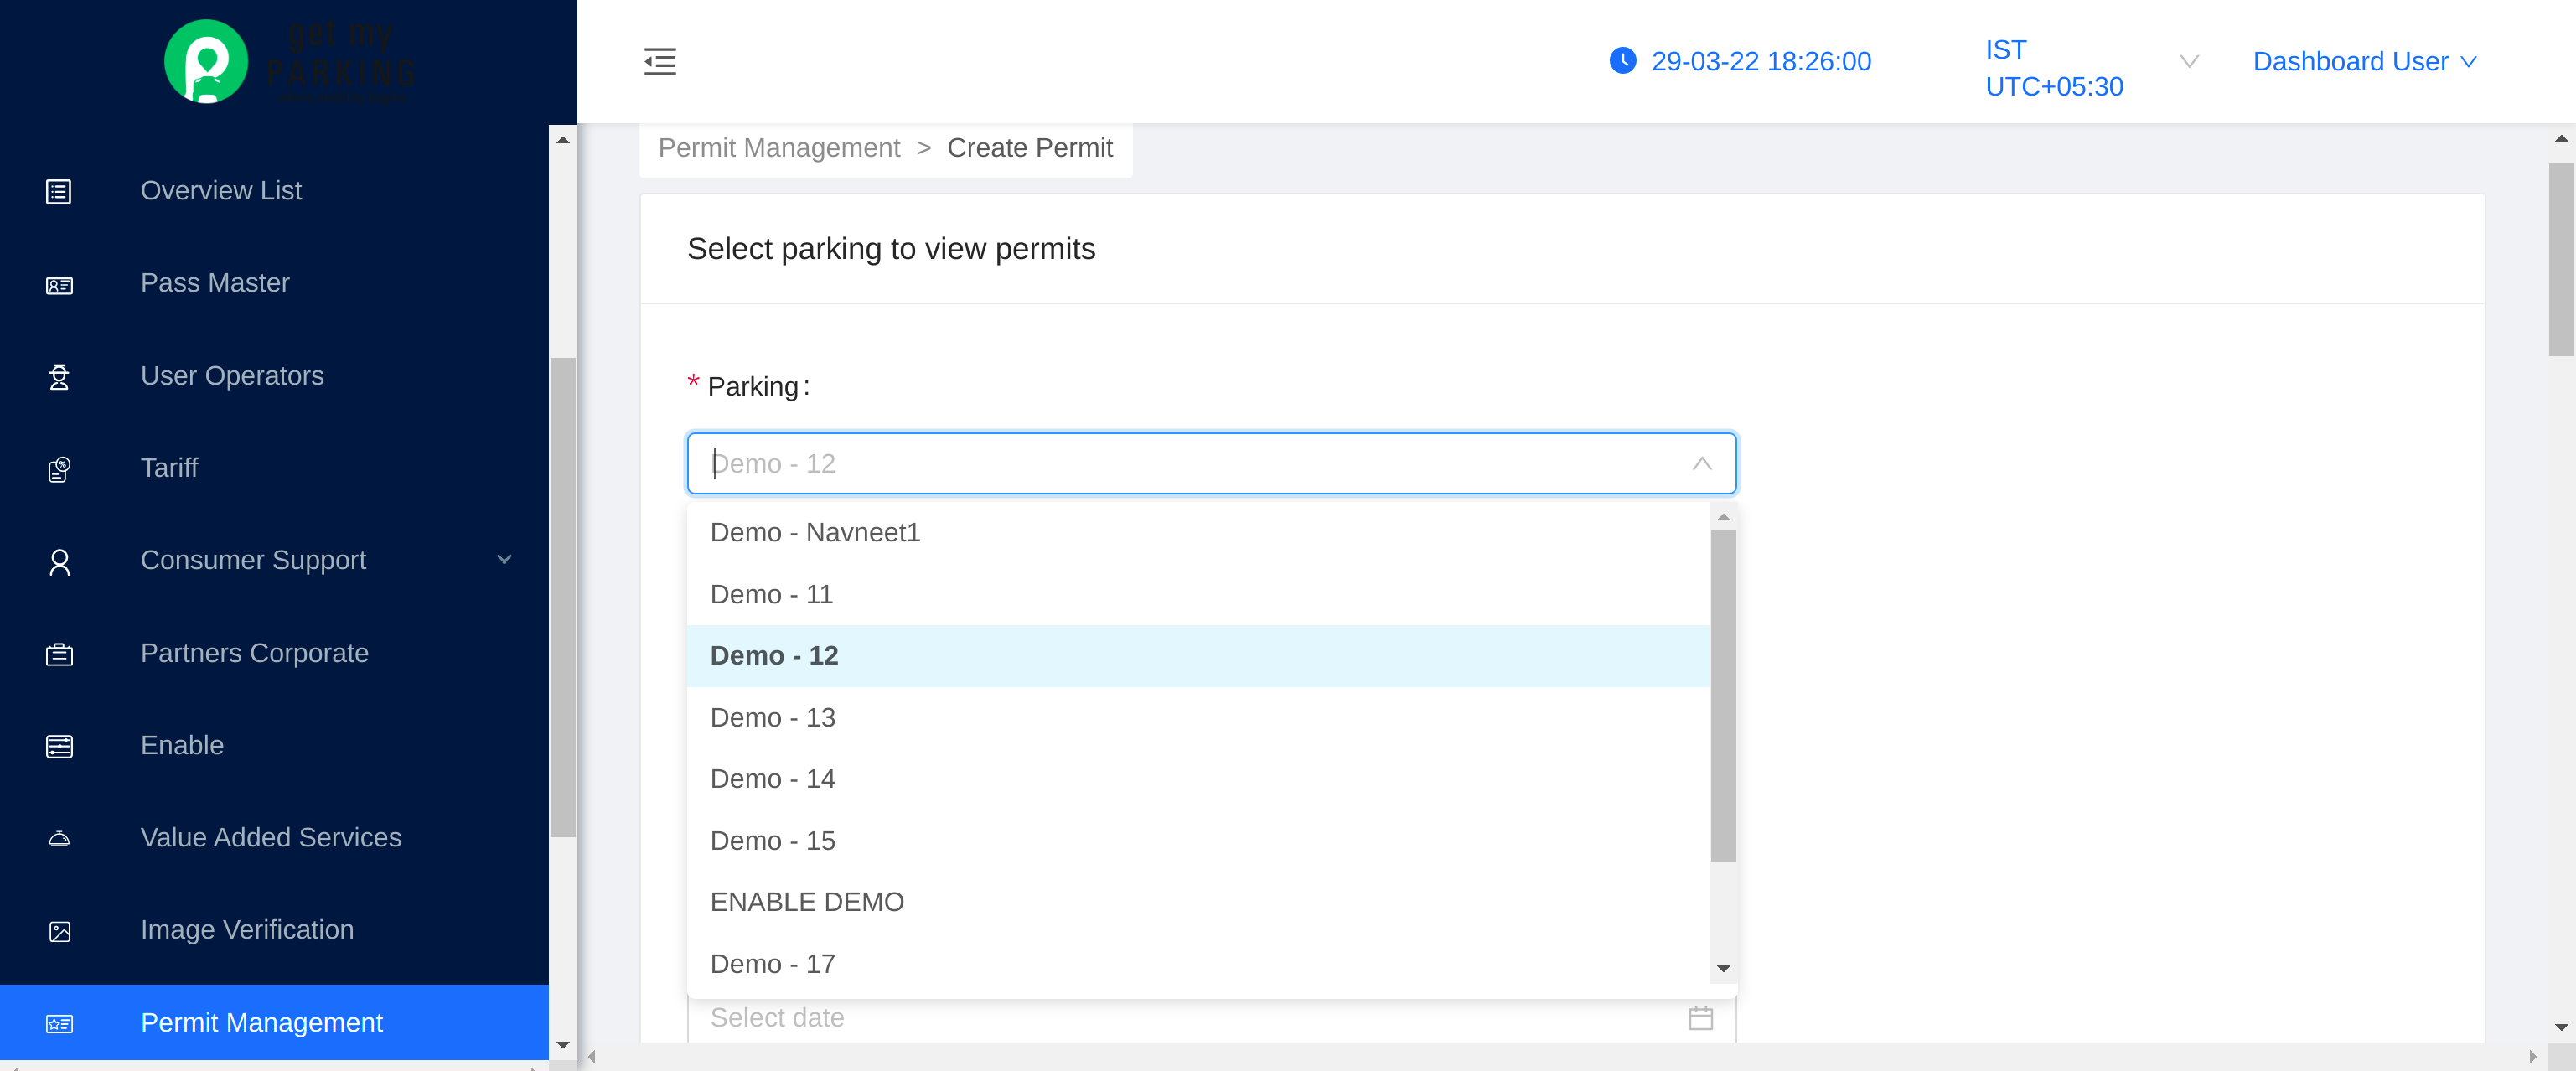 get my
PARKING
29-03-22 18:26:00
IST
UTC+05:30
Dashboard User
Overview List
Pass Master
User Operators
Tariff
Consumer Support
Partners Corporate
Enable
Value Added Services
Image Verification
Permit Management
Permit Management > Create Permit
Select parking to view permits
* Parking:
Demo - 12
Demo - Navneet1
Demo - 11
Demo - 12
Demo - 13
Demo - 14
Demo - 15
ENABLE DEMO
Demo - 17
Select date